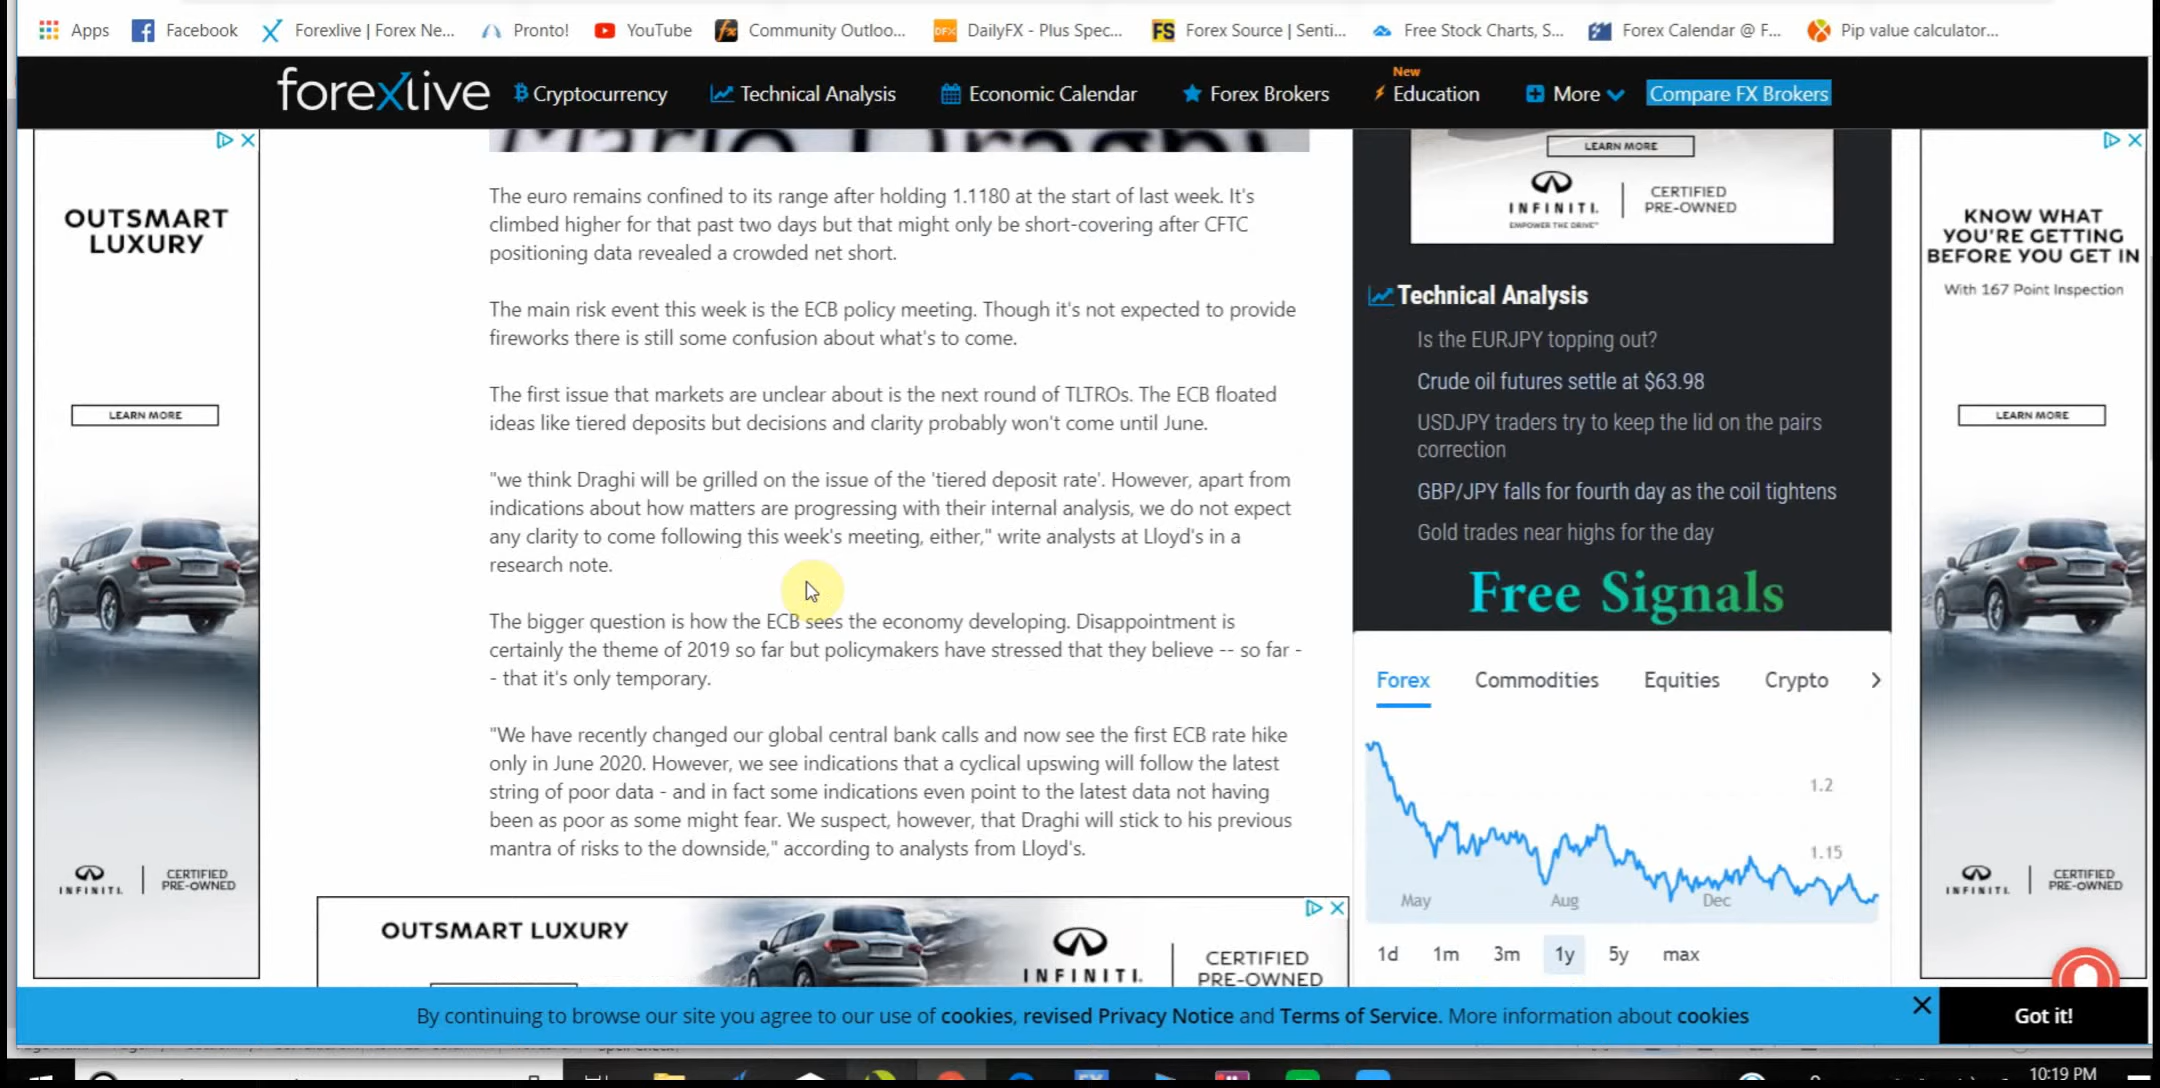 Apps Facebook Forexlive | Forex Ne... Pronto! YouTube Community Outloo... DailyFX - Plus Spec... FS Forex Source | Senti... Free Stock Charts, S... Forex Calendar @ F... Pip value calculator...
forexlive Cryptocurrency Technical Analysis Economic Calendar Forex Brokers New Education More Compare FX Brokers
OUTSMART
LUXURY
LEARN MORE
INFINITI.
CERTIFIED
PRE-OWNED
Mario Draghi
The euro remains confined to its range after holding 1.1180 at the start of last week. It's
climbed higher for that past two days but that might only be short-covering after CFTC
positioning data revealed a crowded net short.
The main risk event this week is the ECB policy meeting. Though it's not expected to provide
fireworks there is still some confusion about what's to come.
The first issue that markets are unclear about is the next round of TLTROs. The ECB floated
ideas like tiered deposits but decisions and clarity probably won't come until June.
"we think Draghi will be grilled on the issue of the 'tiered deposit rate'. However, apart from
indications about how matters are progressing with their internal analysis, we do not expect
any clarity to come following this week's meeting, either," write analysts at Lloyd's in a
research note.
The bigger question is how the ECB sees the economy developing. Disappointment is
certainly the theme of 2019 so far but policymakers have stressed that they believe -- so far -
- that it's only temporary.
"We have recently changed our global central bank calls and now see the first ECB rate hike
only in June 2020. However, we see indications that a cyclical upswing will follow the latest
string of poor data - and in fact some indications even point to the latest data not having
been as poor as some might fear. We suspect, however, that Draghi will stick to his previous
mantra of risks to the downside," according to analysts from Lloyd's.
OUTSMART LUXURY
INFINITI.
CERTIFIED
PRE-OWNED
LEARN MORE
INFINITI.
EMPOWER THE DRIVE
CERTIFIED
PRE-OWNED
Technical Analysis
Is the EURJPY topping out?
Crude oil futures settle at $63.98
USDJPY traders try to keep the lid on the pairs
correction
GBP/JPY falls for fourth day as the coil tightens
Gold trades near highs for the day
Free Signals
Forex Commodities Equities Crypto
1.2
1.15
May Aug Dec
1d 1m 3m 1y 5y max
KNOW WHAT
YOU'RE GETTING
BEFORE YOU GET IN
With 167 Point Inspection
LEARN MORE
INFINITI.
CERTIFIED
PRE-OWNED
By continuing to browse our site you agree to our use of cookies, revised Privacy Notice and Terms of Service. More information about cookies
Got it!
10:19 PM